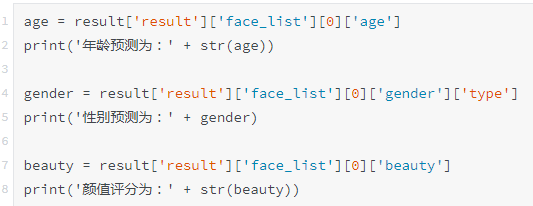 1 age = result['result']['face_list'][0]['age']
2 print('年龄预测为：' + str(age))
3
4 gender = result['result']['face_list'][0]['gender']['type']
5 print('性别预测为：' + gender)
6
7 beauty = result['result']['face_list'][0]['beauty']
8 print('颜值评分为：' + str(beauty))